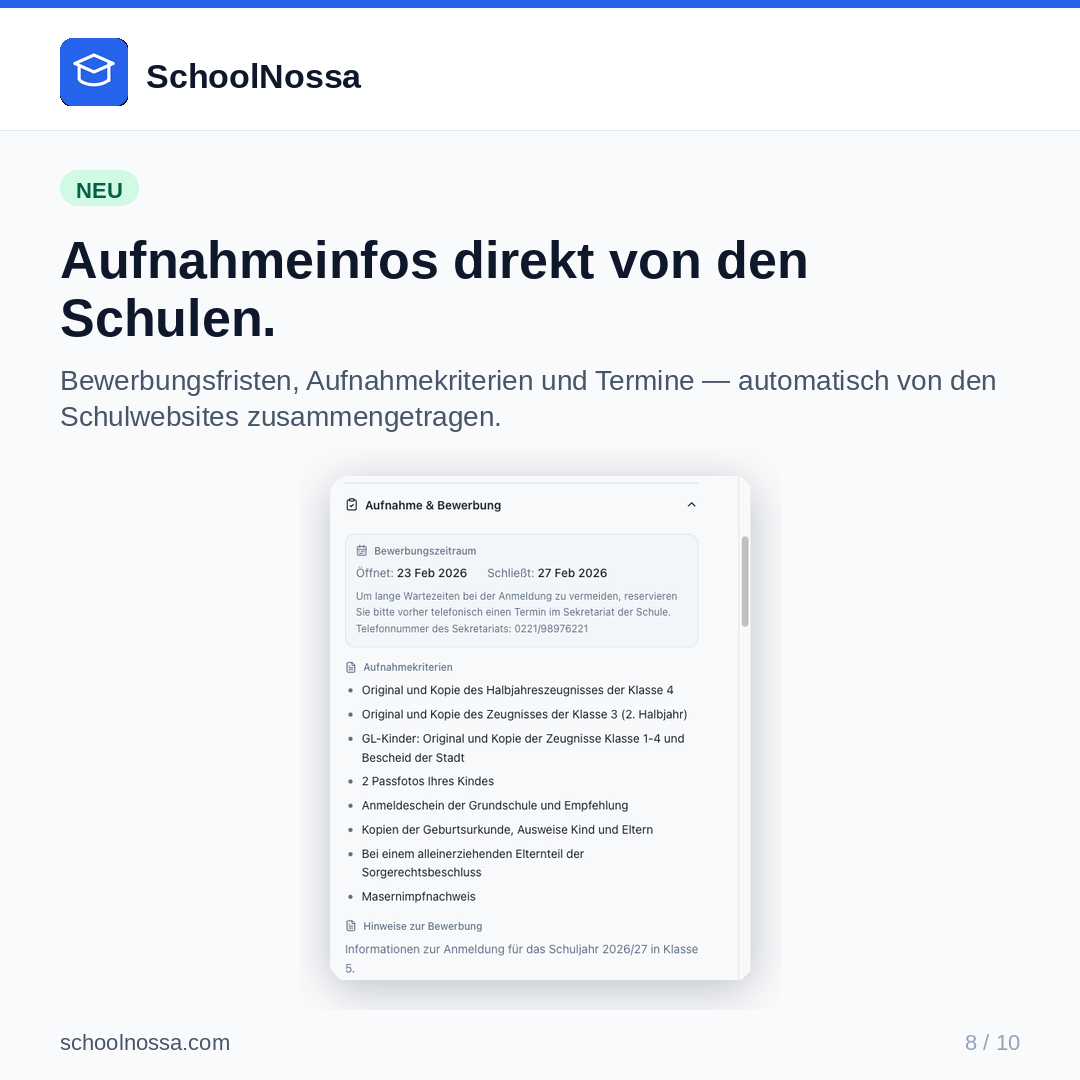 SchoolNossa
NEU
Aufnahmeinfos direkt von den
Schulen.
Bewerbungsfristen, Aufnahmekriterien und Termine — automatisch von den
Schulwebsites zusammengetragen.
Aufnahme & Bewerbung
Bewerbungszeitraum
Öffnet: 23 Feb 2026 Schließt: 27 Feb 2026
Um lange Wartezeiten bei der Anmeldung zu vermeiden, reservieren
Sie bitte vorher telefonisch einen Termin im Sekretariat der Schule.
Telefonnummer des Sekretariats: 0221/98976221
Aufnahmekriterien
• Original und Kopie des Halbjahreszeugnisses der Klasse 4
• Original und Kopie des Zeugnisses der Klasse 3 (2. Halbjahr)
• GL-Kinder: Original und Kopie der Zeugnisse Klasse 1-4 und
Bescheid der Stadt
• 2 Passfotos Ihres Kindes
• Anmeldeschein der Grundschule und Empfehlung
• Kopien der Geburtsurkunde, Ausweise Kind und Eltern
• Bei einem alleinerziehenden Elternteil der
Sorgerechtsbeschluss
• Masernimpfnachweis
Hinweise zur Bewerbung
Informationen zur Anmeldung für das Schuljahr 2026/27 in Klasse
5.
schoolnossa.com
8 / 10